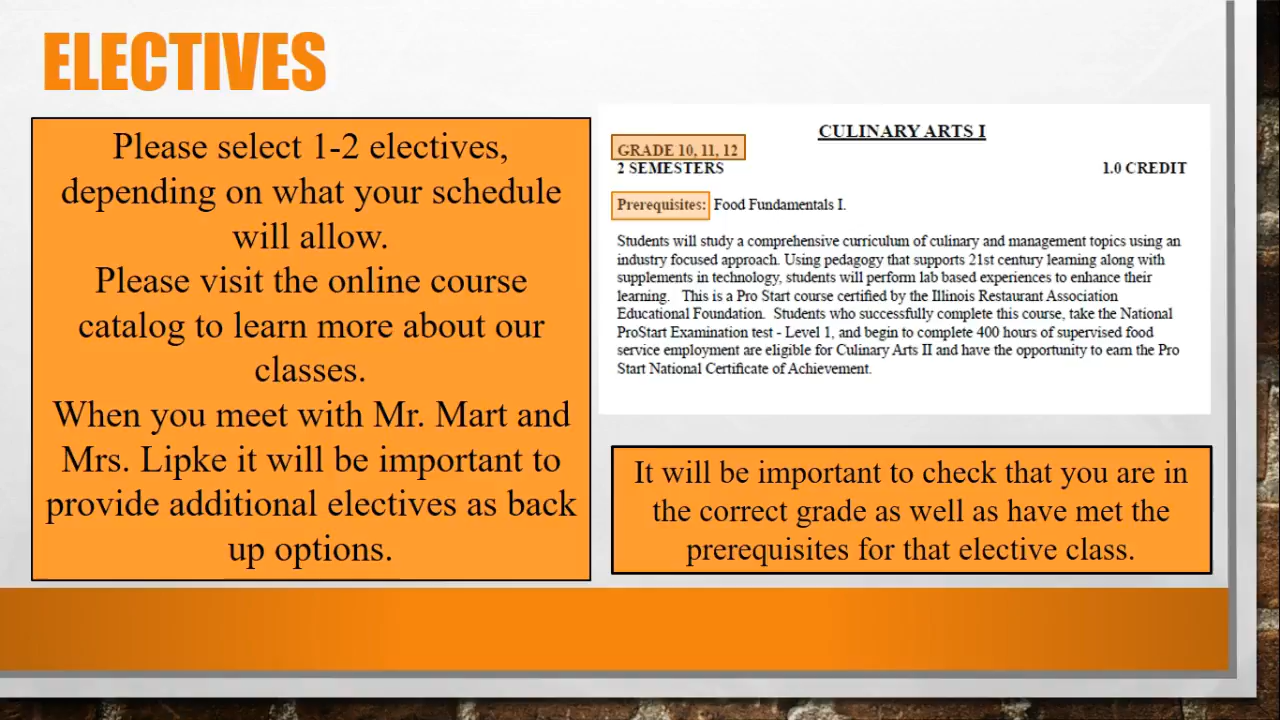 ELECTIVES
Please select 1-2 electives,
depending on what your schedule
will allow.
Please visit the online course
catalog to learn more about our
classes.
When you meet with Mr. Mart and
Mrs. Lipke it will be important to
provide additional electives as back
up options.
CULINARY ARTS I
GRADE 10, 11, 12
2 SEMESTERS 1.0 CREDIT
Prerequisites: Food Fundamentals I.
Students will study a comprehensive curriculum of culinary and management topics using an
industry focused approach. Using pedagogy that supports 21st century learning along with
supplements in technology, students will perform lab based experiences to enhance their
learning. This is a Pro Start course certified by the Illinois Restaurant Association
Educational Foundation. Students who successfully complete this course, take the National
ProStart Examination test - Level 1, and begin to complete 400 hours of supervised food
service employment are eligible for Culinary Arts II and have the opportunity to earn the Pro
Start National Certificate of Achievement.
It will be important to check that you are in
the correct grade as well as have met the
prerequisites for that elective class.